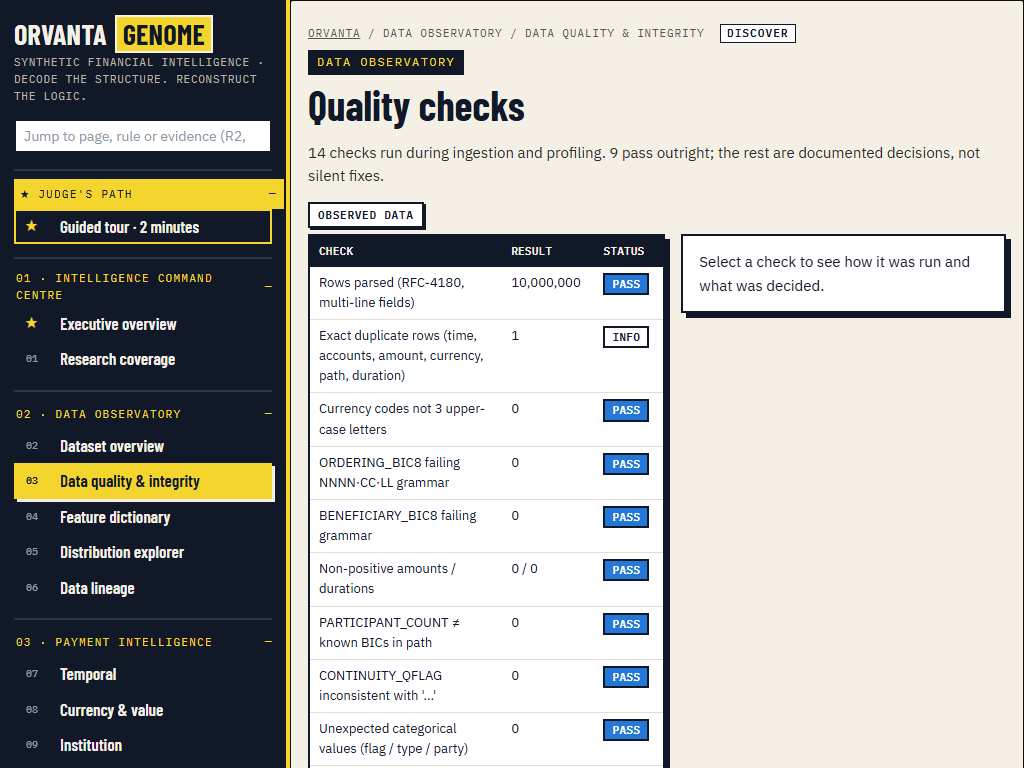 ORVANTA GENOME
SYNTHETIC FINANCIAL INTELLIGENCE ·
DECODE THE STRUCTURE. RECONSTRUCT
THE LOGIC.
Jump to page, rule or evidence (R2,
★ JUDGE'S PATH –
★ Guided tour · 2 minutes
01 · INTELLIGENCE COMMAND
CENTRE –
★ Executive overview
01 Research coverage
02 · DATA OBSERVATORY –
02 Dataset overview
03 Data quality & integrity
04 Feature dictionary
05 Distribution explorer
06 Data lineage
03 · PAYMENT INTELLIGENCE –
07 Temporal
08 Currency & value
09 Institution
ORVANTA / DATA OBSERVATORY / DATA QUALITY & INTEGRITY DISCOVER
DATA OBSERVATORY
Quality checks
14 checks run during ingestion and profiling. 9 pass outright; the rest are documented decisions, not
silent fixes.
OBSERVED DATA
CHECK RESULT STATUS
Rows parsed (RFC-4180, 10,000,000 PASS
multi-line fields)
Exact duplicate rows (time, 1 INFO
accounts, amount, currency,
path, duration)
Currency codes not 3 upper- 0 PASS
case letters
ORDERING_BIC8 failing 0 PASS
NNNN·CC·LL grammar
BENEFICIARY_BIC8 failing 0 PASS
grammar
Non-positive amounts / 0 / 0 PASS
durations
PARTICIPANT_COUNT ≠ 0 PASS
known BICs in path
CONTINUITY_QFLAG 0 PASS
inconsistent with '…'
Unexpected categorical 0 PASS
values (flag / type / party)
Select a check to see how it was run and
what was decided.